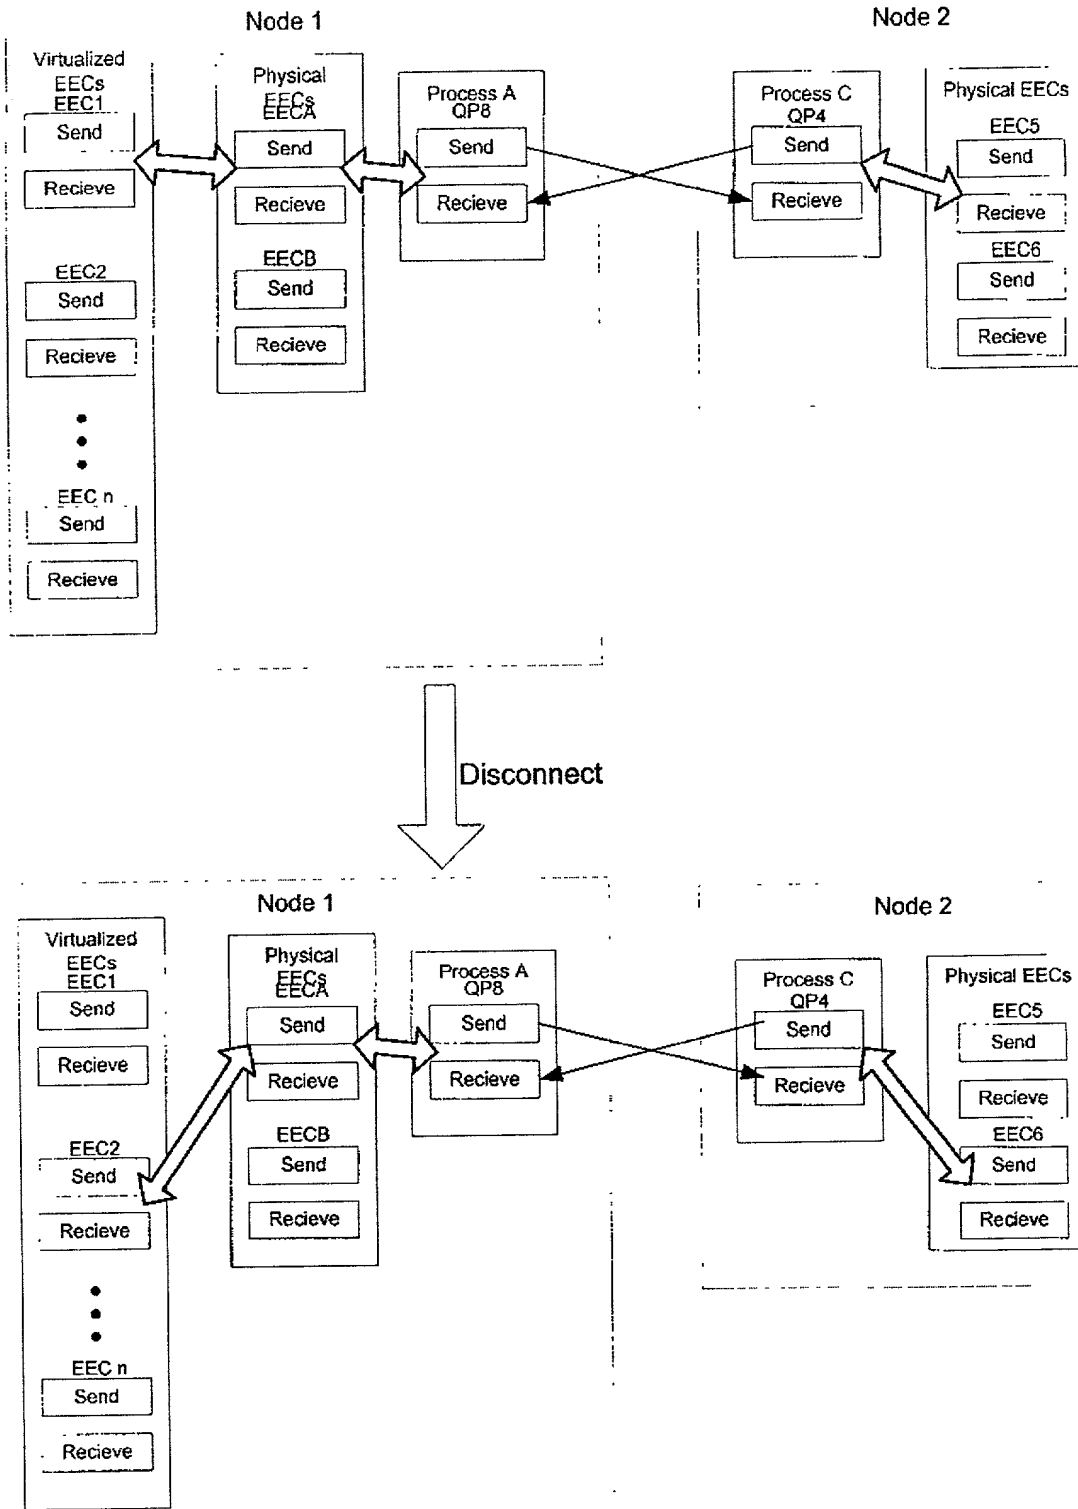 Node 1
Node 2
Virtualized
EECs
EEC1
Send
Recieve
EEC2
Send
Recieve
EEC n
Send
Recieve
Physical
EECs
EECA
Send
Recieve
EECB
Send
Recieve
Process A
QP8
Send
Recieve
Process C
QP4
Send
Recieve
Physical EECs
EEC5
Send
Recieve
EEC6
Send
Recieve
Disconnect
Node 1
Node 2
Virtualized
EECs
EEC1
Send
Recieve
EEC2
Send
Recieve
EEC n
Send
Recieve
Physical
EECs
EECA
Send
Recieve
EECB
Send
Recieve
Process A
QP8
Send
Recieve
Process C
QP4
Send
Recieve
Physical EECs
EEC5
Send
Recieve
EEC6
Send
Recieve